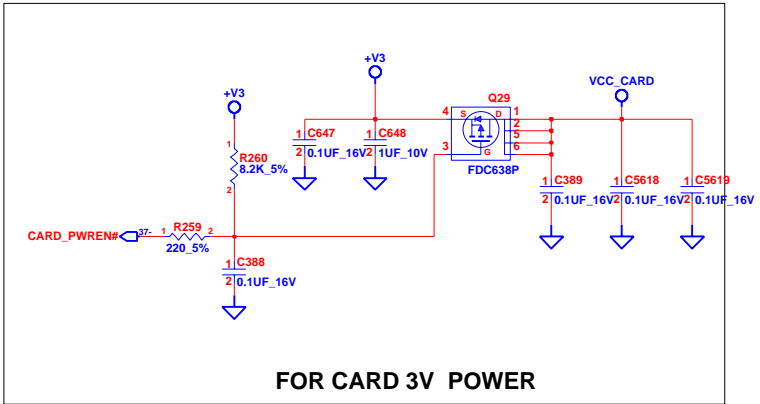 +V3
+V3
VCC_CARD
Q29
4
S
D
1
2
5
6
3
G
FDC638P
1
C647
2
0.1UF_16V
1
C648
2
1UF_10V
1
R260
8.2K_5%
2
1
C389
2
0.1UF_16V
1
C5618
2
0.1UF_16V
1
C5619
2
0.1UF_16V
CARD_PWREN#
37-
1
R259
2
220_5%
1
C388
2
0.1UF_16V
FOR CARD 3V POWER